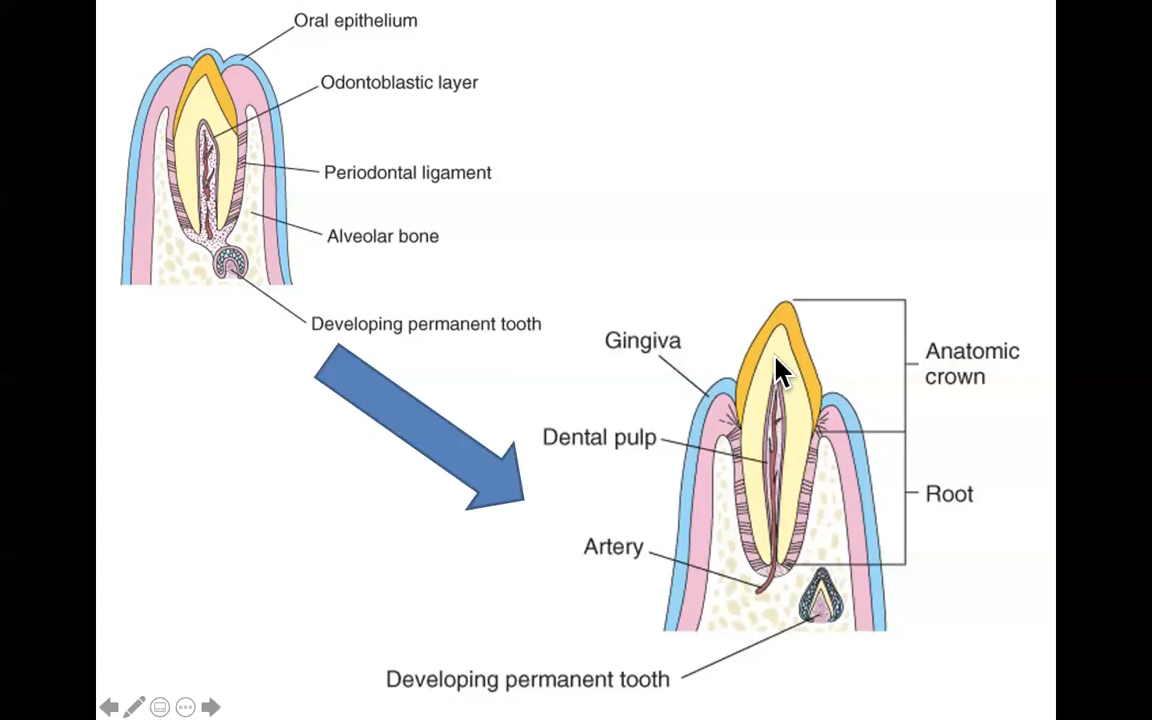 Oral epithelium
Odontoblastic layer
Periodontal ligament
Alveolar bone
Developing permanent tooth
Gingiva
Anatomic
crown
Dental pulp
Root
Artery
Developing permanent tooth